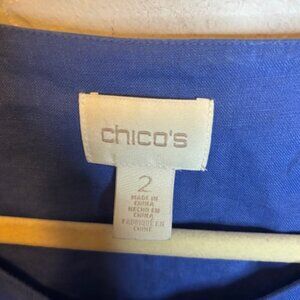 chico's
2
MADE IN
CHINA
HECHO EN
CHINA
FABRIQUÉ EN
CHINE